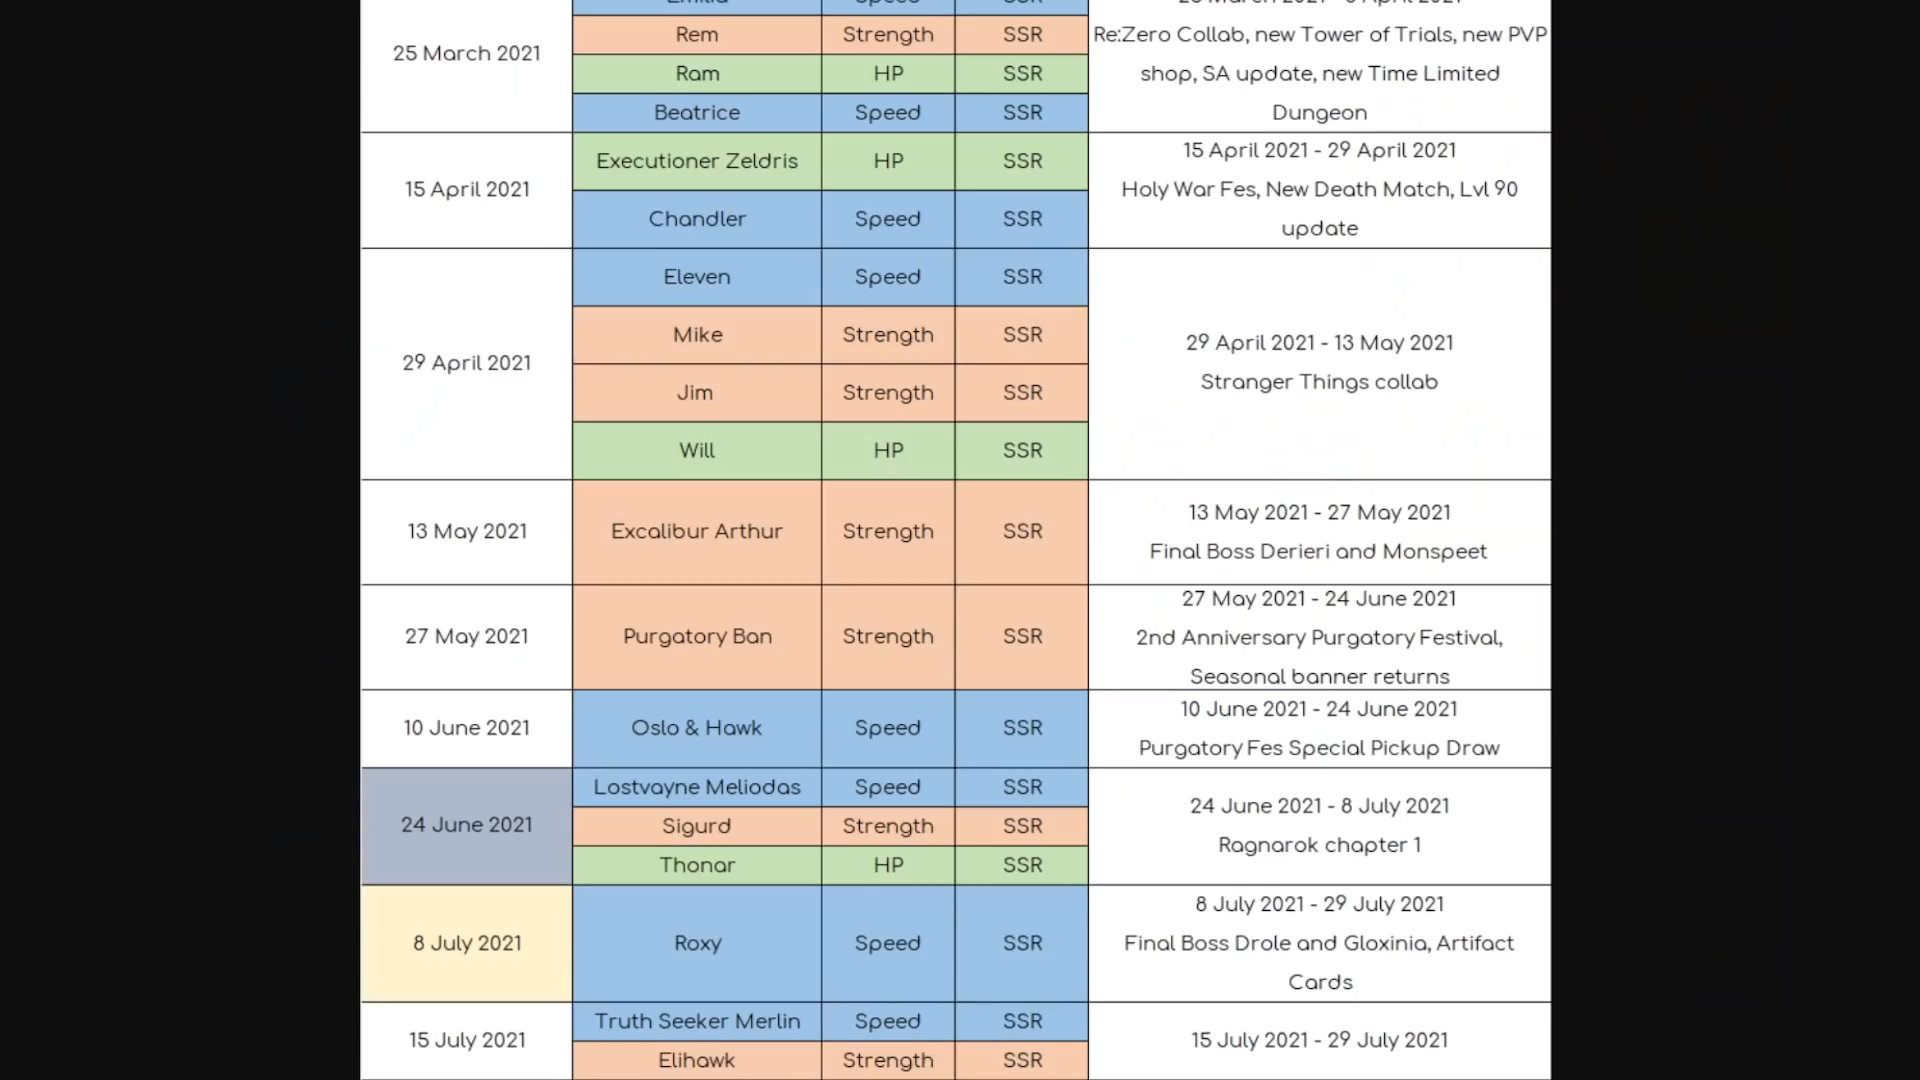 25 March 2021
Emilia Speed SSR
Rem Strength SSR
Ram HP SSR
Beatrice Speed SSR
Re:Zero Collab, new Tower of Trials, new PVP
shop, SA update, new Time Limited
Dungeon
15 April 2021
Executioner Zeldris HP SSR
Chandler Speed SSR
15 April 2021 - 29 April 2021
Holy War Fes, New Death Match, Lvl 90
update
29 April 2021
Eleven Speed SSR
Mike Strength SSR
Jim Strength SSR
Will HP SSR
29 April 2021 - 13 May 2021
Stranger Things collab
13 May 2021
Excalibur Arthur Strength SSR
13 May 2021 - 27 May 2021
Final Boss Derieri and Monspeet
27 May 2021
Purgatory Ban Strength SSR
27 May 2021 - 24 June 2021
2nd Anniversary Purgatory Festival,
Seasonal banner returns
10 June 2021
Oslo & Hawk Speed SSR
10 June 2021 - 24 June 2021
Purgatory Fes Special Pickup Draw
24 June 2021
Lostvayne Meliodas Speed SSR
Sigurd Strength SSR
Thonar HP SSR
24 June 2021 - 8 July 2021
Ragnarok chapter 1
8 July 2021
Roxy Speed SSR
8 July 2021 - 29 July 2021
Final Boss Drole and Gloxinia, Artifact
Cards
15 July 2021
Truth Seeker Merlin Speed SSR
Elihawk Strength SSR
15 July 2021 - 29 July 2021